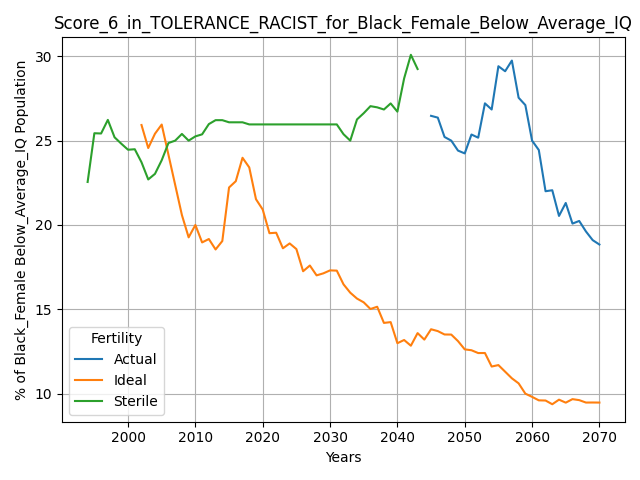 Score_6_in_TOLERANCE_RACIST_for_Black_Female_Below_Average_IQ
% of Black_Female Below_Average_IQ Population
30
25
20
15
10
Fertility
Actual
Ideal
Sterile
2000 2010 2020 2030 2040 2050 2060 2070
Years